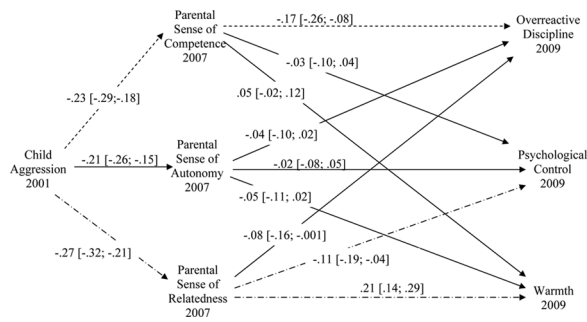 Parental
Sense of
Competence
2007
-.17 [-.26; -.08]
Overreactive
Discipline
2009
-.03 [-.10; .04]
-.23 [-.29;-.18]
.05 [-.02; .12]
-.04 [-.10; .02]
Child
Aggression
2001
-.21 [-.26; -.15]
Parental
Sense of
Autonomy
2007
-.02 [-.08; .05]
Psychological
Control
2009
-.05 [-.11; .02]
-.08 [-.16; -.001]
-.27 [-.32; -.21]
-.11 [-.19; -.04]
Parental
Sense of
Relatedness
2007
.21 [.14; .29]
Warmth
2009